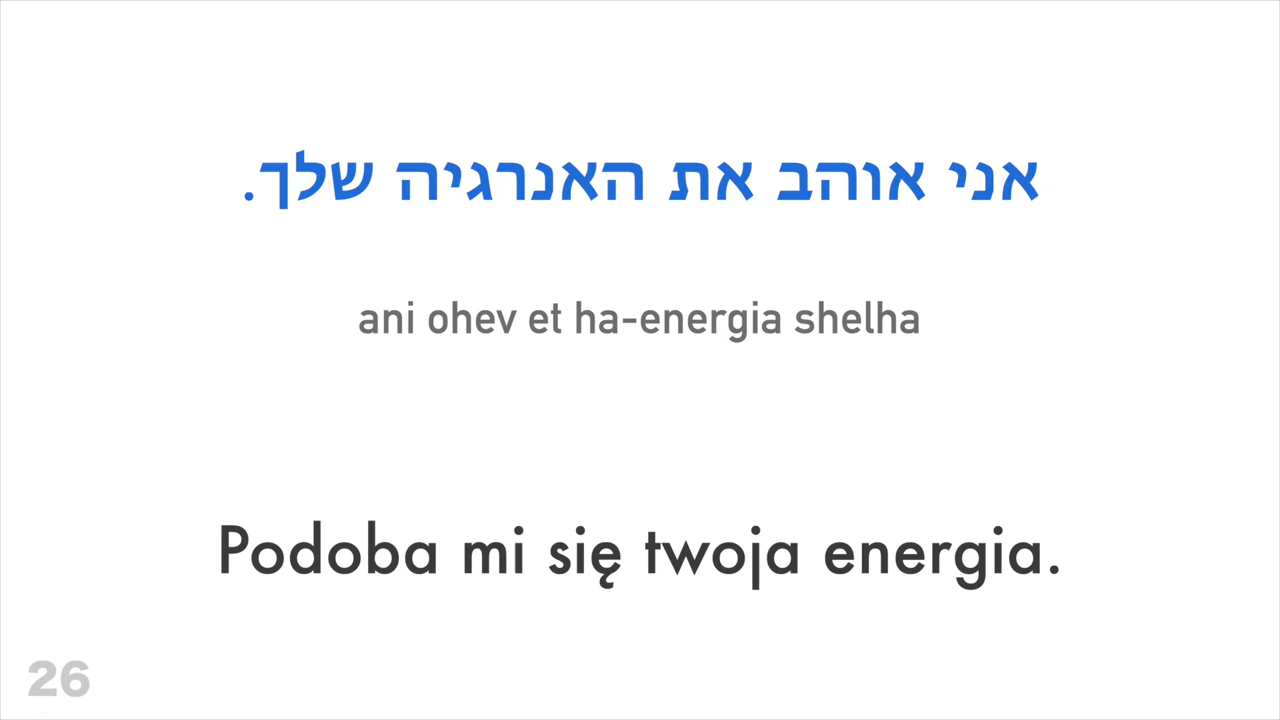 אני אוהב את האנרגיה שלך.
ani ohev et ha-energia shelha
Podoba mi się twoja energia.
26